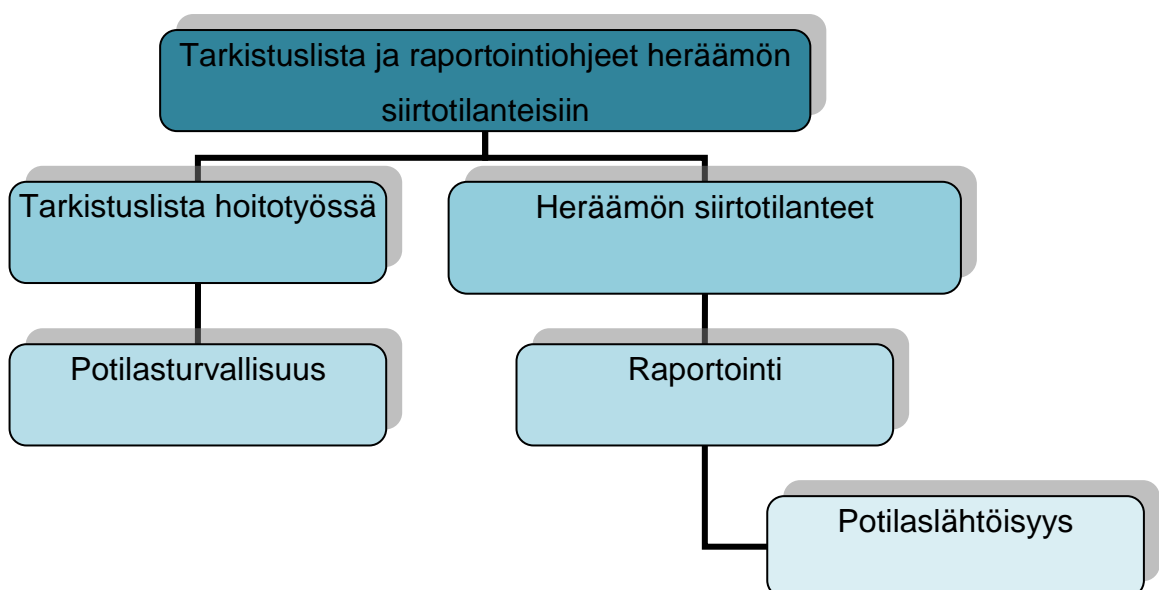 Tarkistuslista ja raportointiohjeet heräämön
siirtotilanteisiin
Tarkistuslista hoitotyössä
Heräämön siirtotilanteet
Potilasturvallisuus
Raportointi
Potilaslähtöisyys